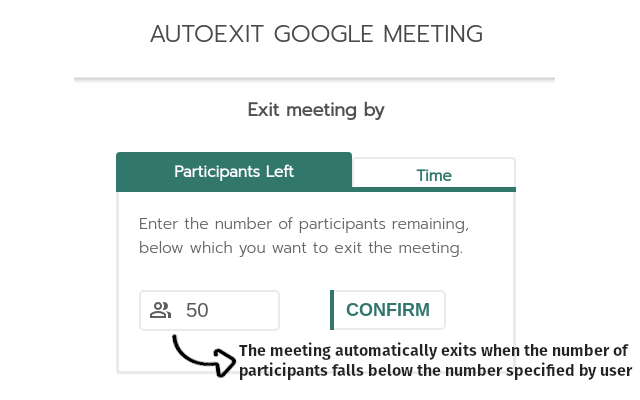 AUTOEXIT GOOGLE MEETING
Exit meeting by
Participants Left
Time
Enter the number of participants remaining,
below which you want to exit the meeting.
50
CONFIRM
The meeting automatically exits when the number of
participants falls below the number specified by user